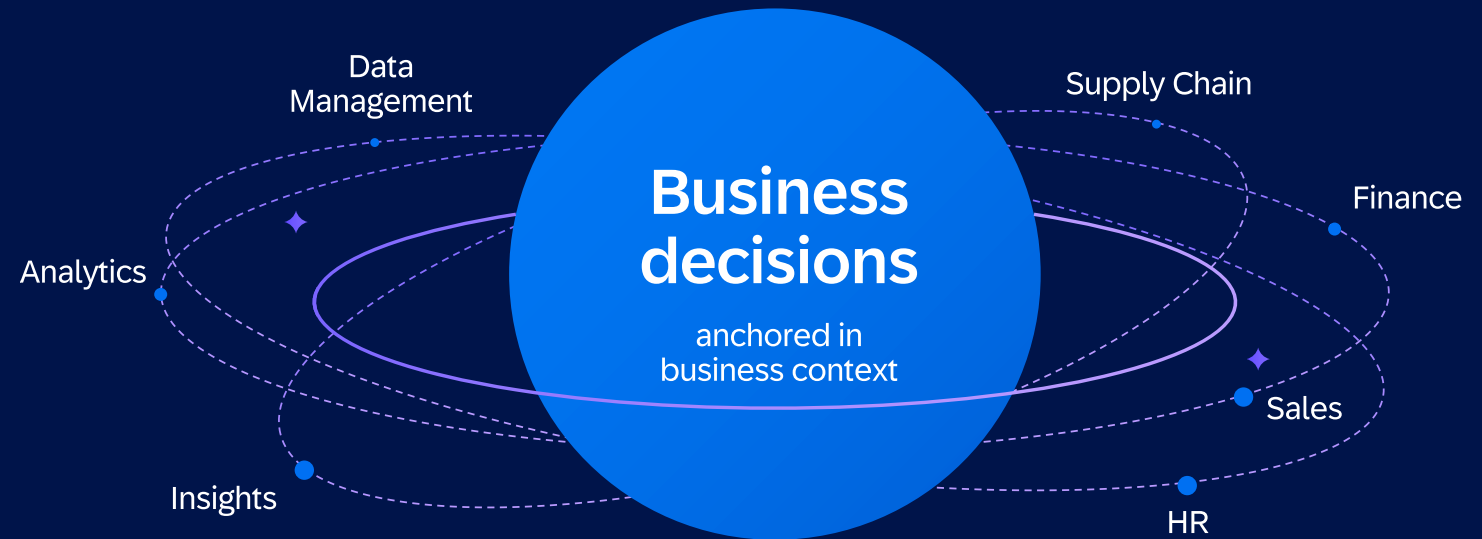 Data
Management
Supply Chain
Finance
Analytics
Business
decisions
anchored in
business context
Sales
Insights
HR